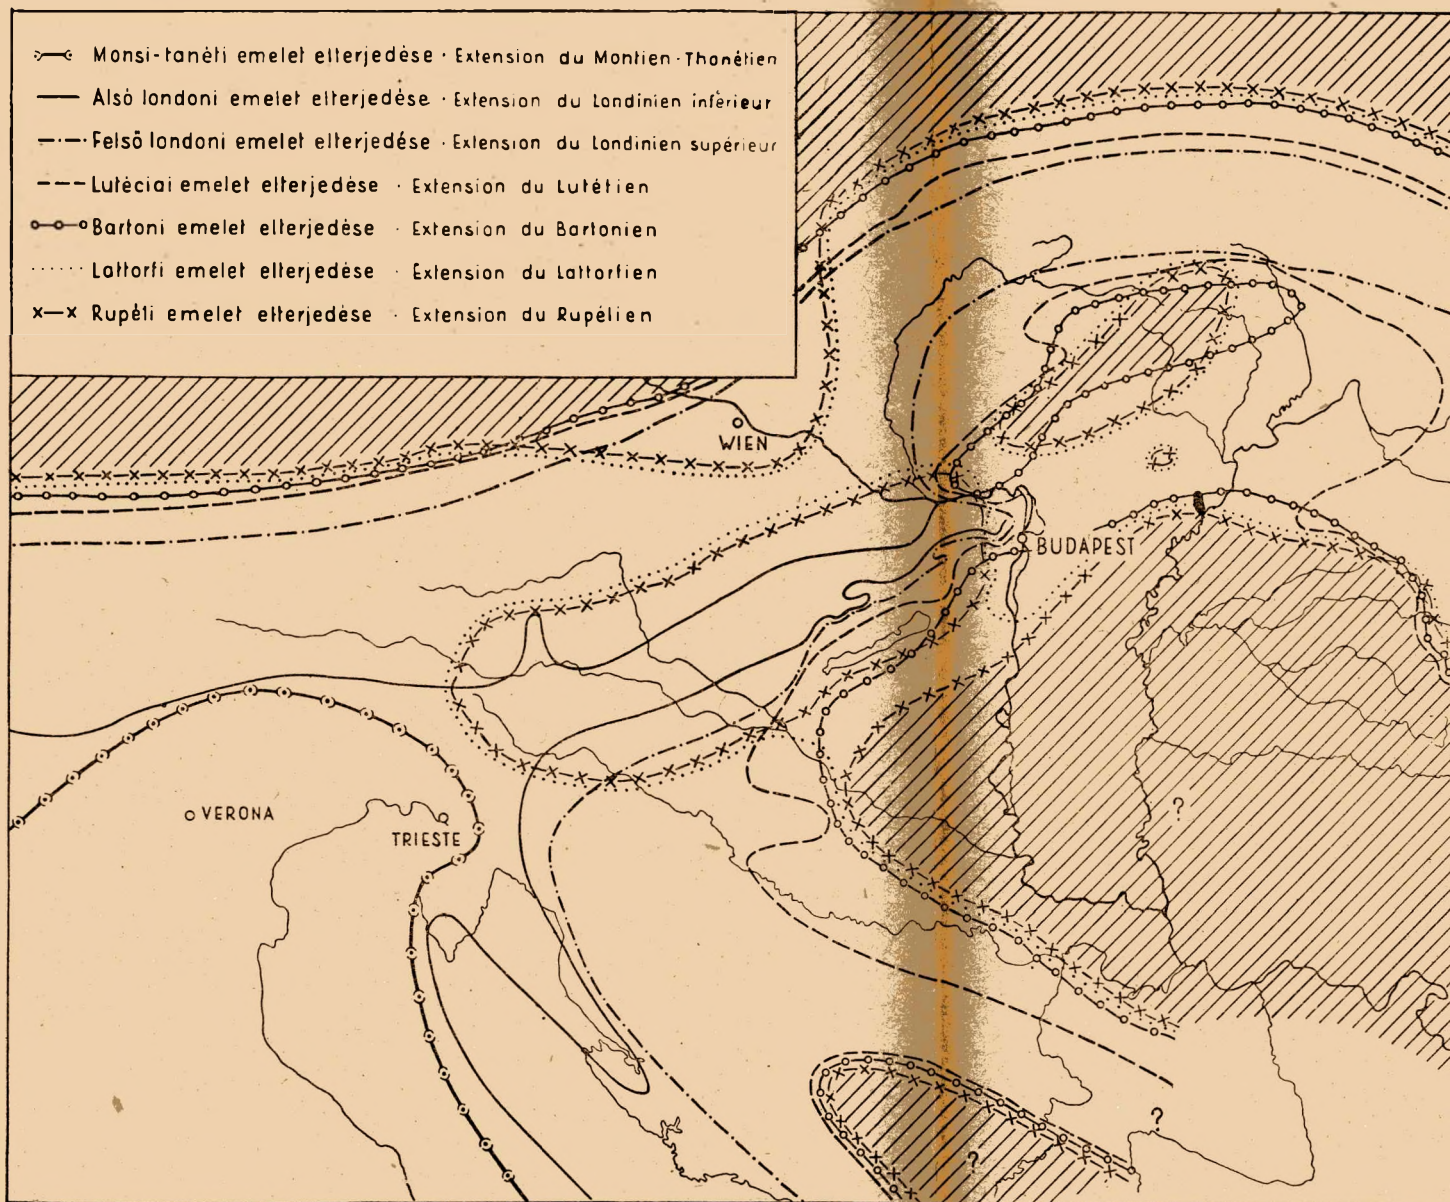 Monsi-tanéti emelet elterjedése · Extension du Montien-Thanétien
Alsó londoni emelet elterjedése · Extension du Londinien inférieur
Felső londoni emelet elterjedése · Extension du Londinien supérieur
Lutéciai emelet elterjedése · Extension du Lutétien
Bartoni emelet elterjedése · Extension du Bartonien
Lattorfi emelet elterjedése · Extension du Lattorfien
Rupéli emelet elterjedése · Extension du Rupélien
WIEN
BUDAPEST
VERONA
TRIESTE
?
?
?